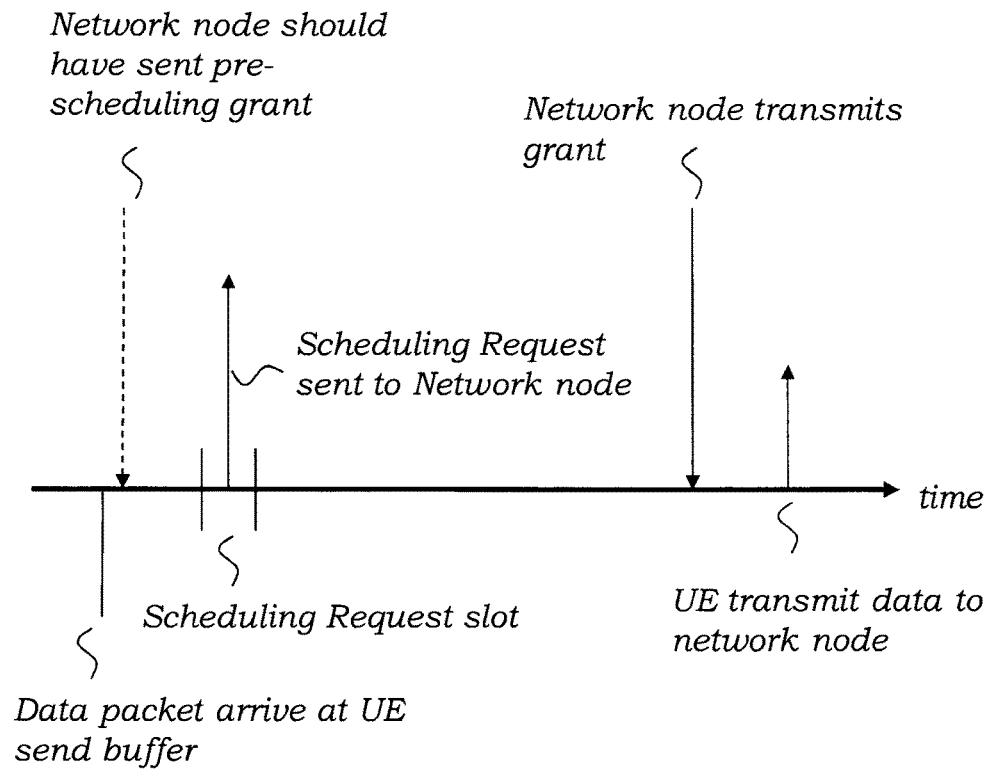 Network node should
have sent pre-
scheduling grant
Network node transmits
grant
Scheduling Request
sent to Network node
time
Scheduling Request slot
UE transmit data to
network node
Data packet arrive at UE
send buffer